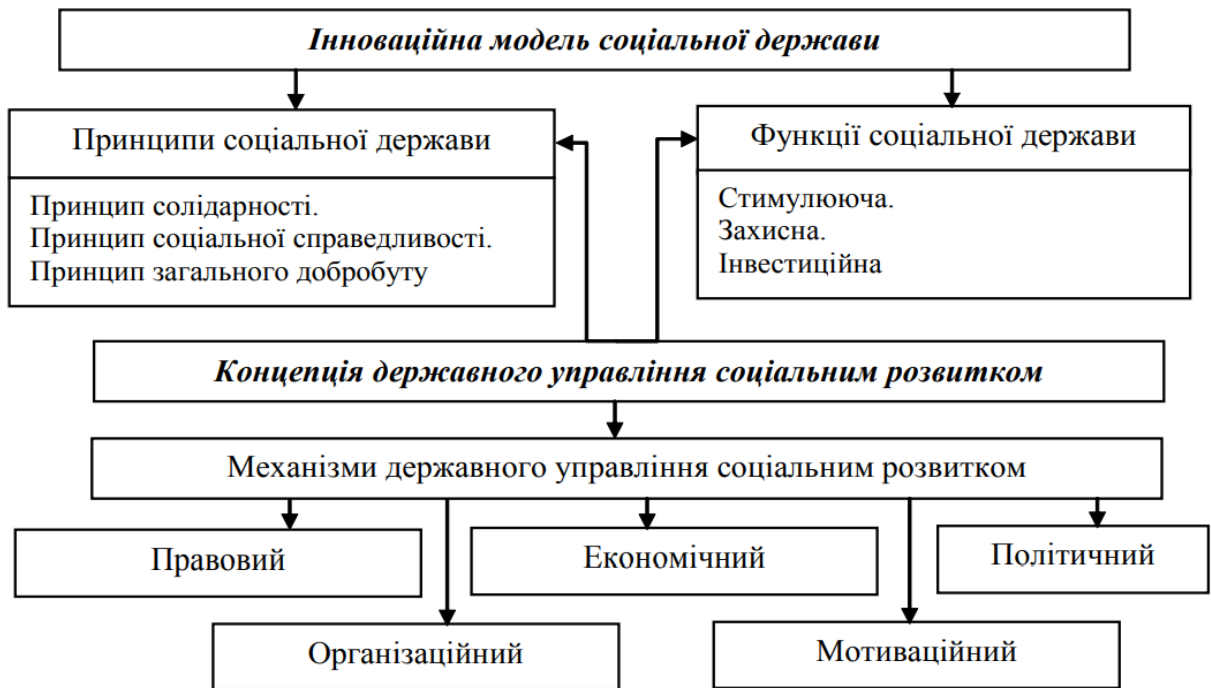 Інноваційна модель соціальної держави
Принципи соціальної держави
Принцип солідарності.
Принцип соціальної справедливості.
Принцип загального добробуту
Функції соціальної держави
Стимулююча.
Захисна.
Інвестиційна
Концепція державного управління соціальним розвитком
Механізми державного управління соціальним розвитком
Правовий
Економічний
Політичний
Організаційний
Мотиваційний